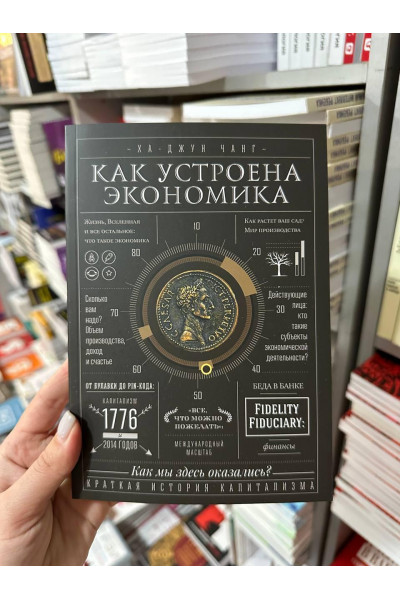 ХА-ДЖУН ЧАНГ
КАК УСТРОЕНА
ЭКОНОМИКА
Жизнь, Вселенная
и все остальное:
что такое экономика
Как растет ваш сад?
Мир производства
10
80
20
CAESAR
Сколько
вам
надо?
Объем
производства,
доход
и счастье
70
30
Действующие
лица:
кто
такие
субъекты
экономической
деятельности?
60
40
50
ОТ БУЛАВКИ ДО PIN-КОДА:
КАПИТАЛИЗМ
1776
И
2014 ГОДОВ
«ВСЕ,
ЧТО МОЖНО
ПОЖЕЛАТЬ»:
МЕЖДУНАРОДНЫЙ
МАСШТАБ
БЕДА В БАНКЕ
FIDELITY
FIDUCIARY:
финансы
Как мы здесь оказались?
КРАТКАЯ ИСТОРИЯ КАПИТАЛИЗМА